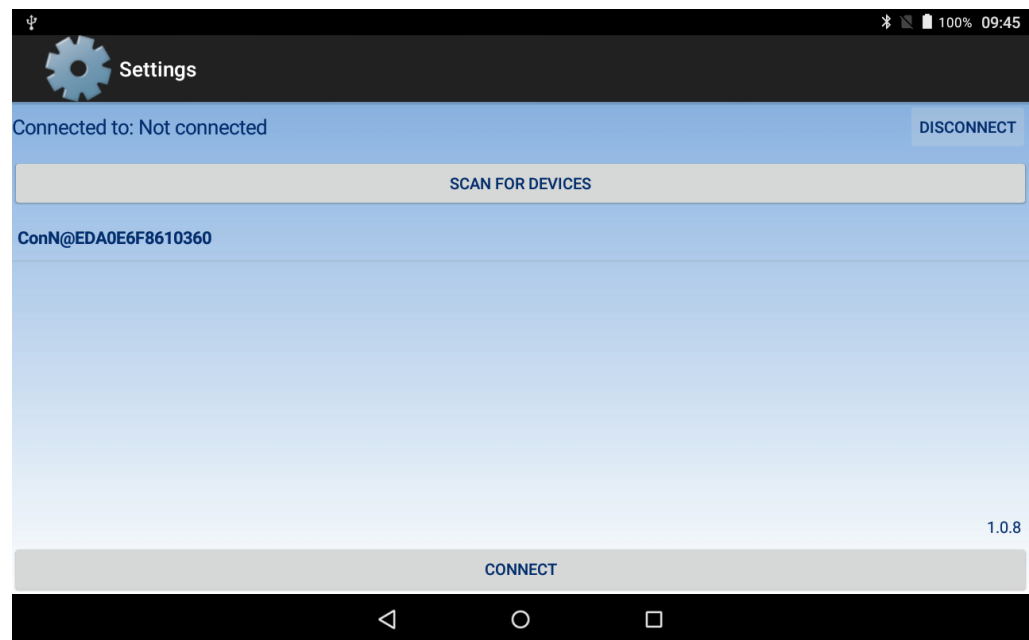 100% 09:45
Settings
Connected to: Not connected
DISCONNECT
SCAN FOR DEVICES
ConN@EDA0E6F8610360
1.0.8
CONNECT